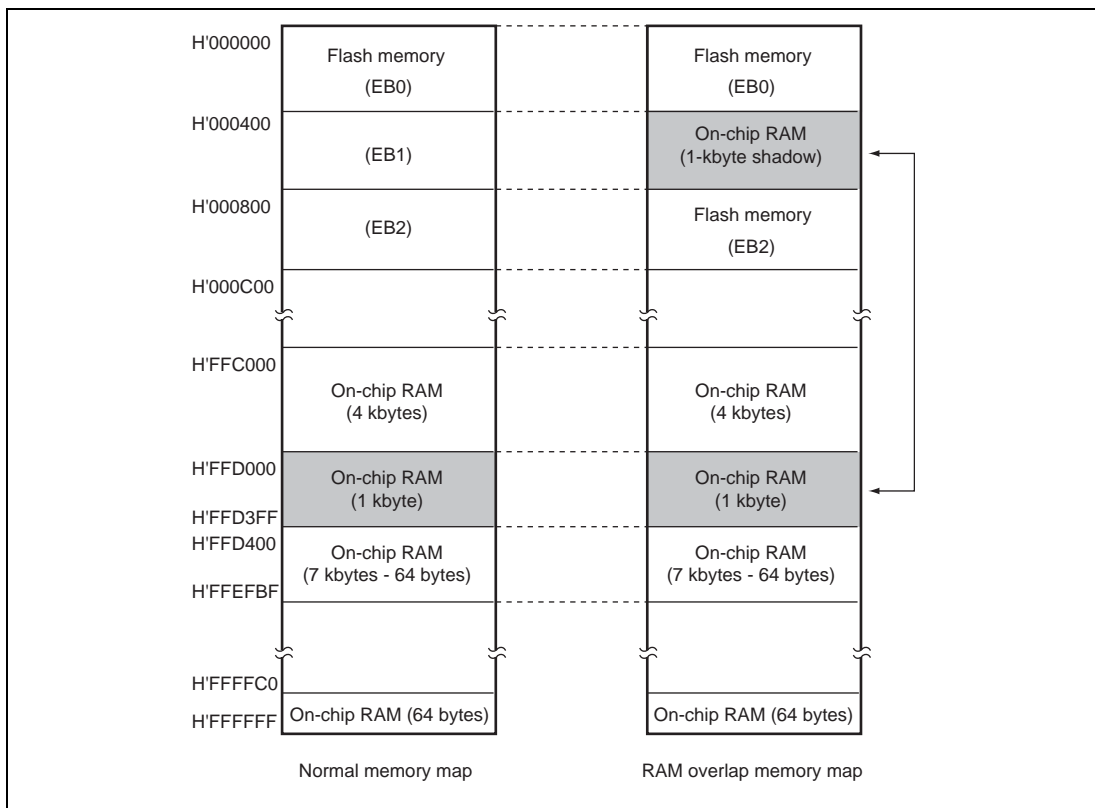 H'000000
Flash memory
(EB0)
Flash memory
(EB0)
H'000400
(EB1)
On-chip RAM
(1-kbyte shadow)
H'000800
(EB2)
Flash memory
(EB2)
H'000C00
H'FFC000
On-chip RAM
(4 kbytes)
On-chip RAM
(4 kbytes)
H'FFD000
On-chip RAM
(1 kbyte)
On-chip RAM
(1 kbyte)
H'FFD3FF
H'FFD400
On-chip RAM
(7 kbytes - 64 bytes)
On-chip RAM
(7 kbytes - 64 bytes)
H'FFEFBF
H'FFFFC0
On-chip RAM (64 bytes)
On-chip RAM (64 bytes)
H'FFFFFF
Normal memory map
RAM overlap memory map